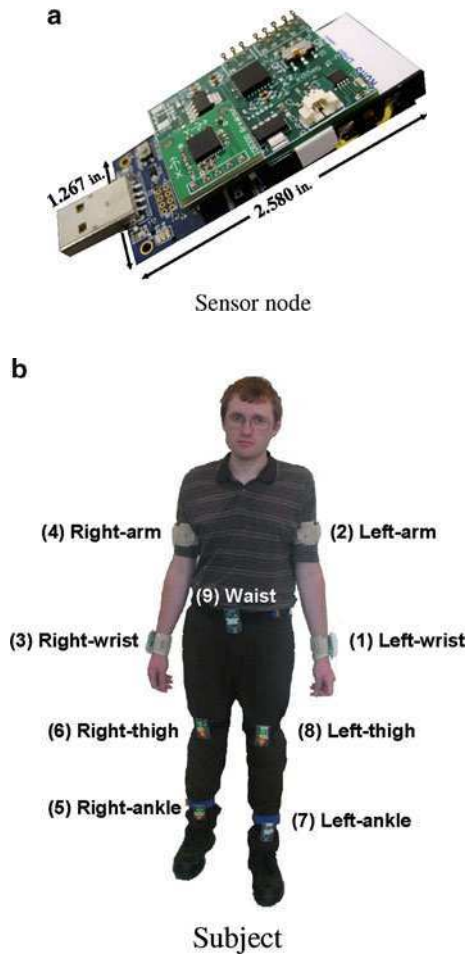 a
1.267 in.
2.580 in.
Sensor node
b
(4) Right-arm
(2) Left-arm
(9) Waist
(3) Right-wrist
(1) Left-wrist
(6) Right-thigh
(8) Left-thigh
(5) Right-ankle
(7) Left-ankle
Subject